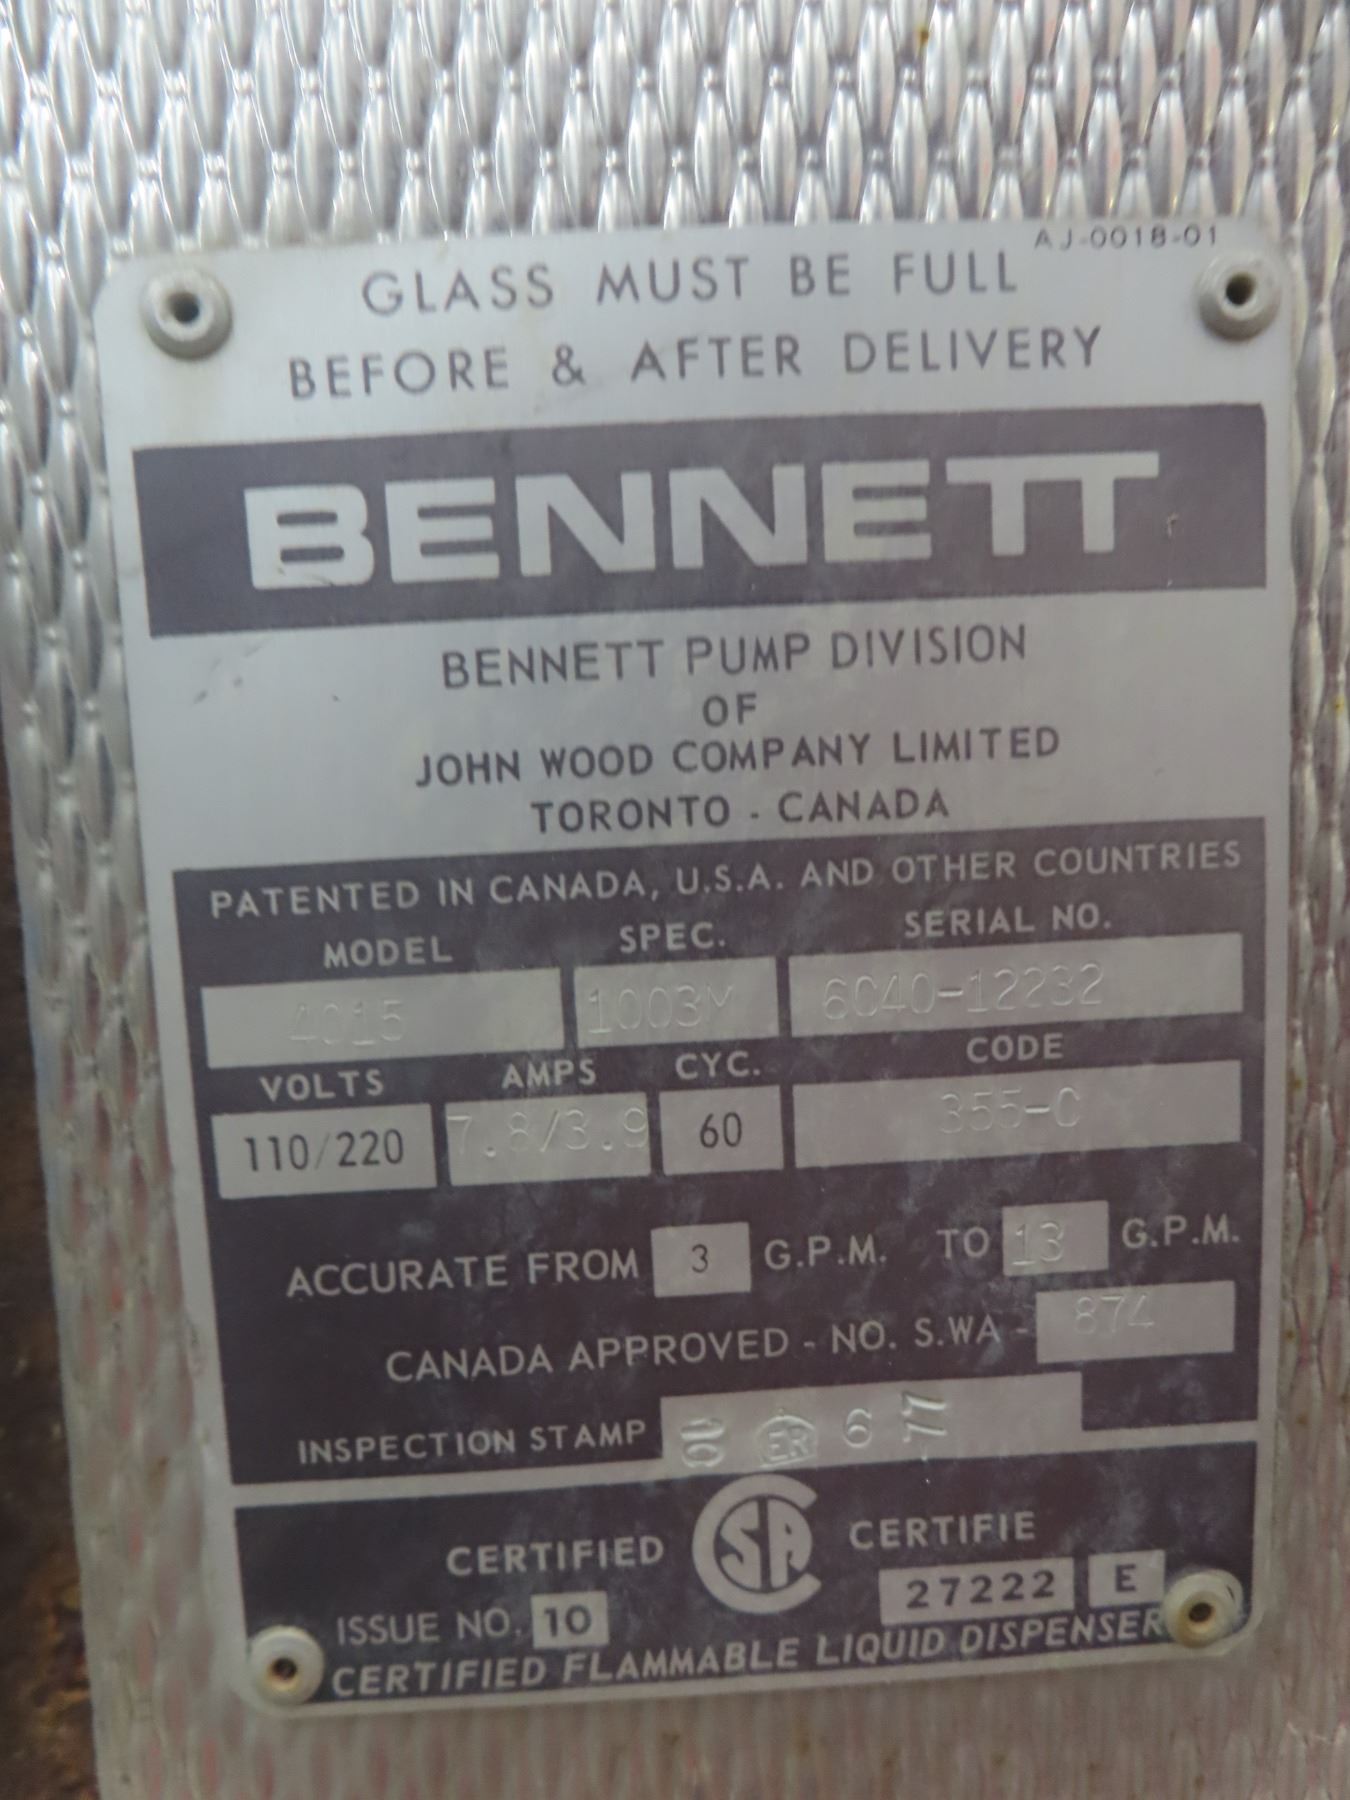 AJ-0018-01
GLASS MUST BE FULL
BEFORE & AFTER DELIVERY
BENNETT
BENNETT PUMP DIVISION
OF
JOHN WOOD COMPANY LIMITED
TORONTO - CANADA
PATENTED IN CANADA, U.S.A. AND OTHER COUNTRIES
MODEL SPEC. SERIAL NO.
4015 1003M 6040-12232
VOLTS AMPS CYC. CODE
110/220 7.8/3.9 60 355-C
ACCURATE FROM 3 G.P.M. TO 13 G.P.M.
CANADA APPROVED - NO. S.WA - 874
INSPECTION STAMP ER 6 77
CERTIFIED CSA CERTIFIE
ISSUE NO. 10 27222 E
CERTIFIED FLAMMABLE LIQUID DISPENSER